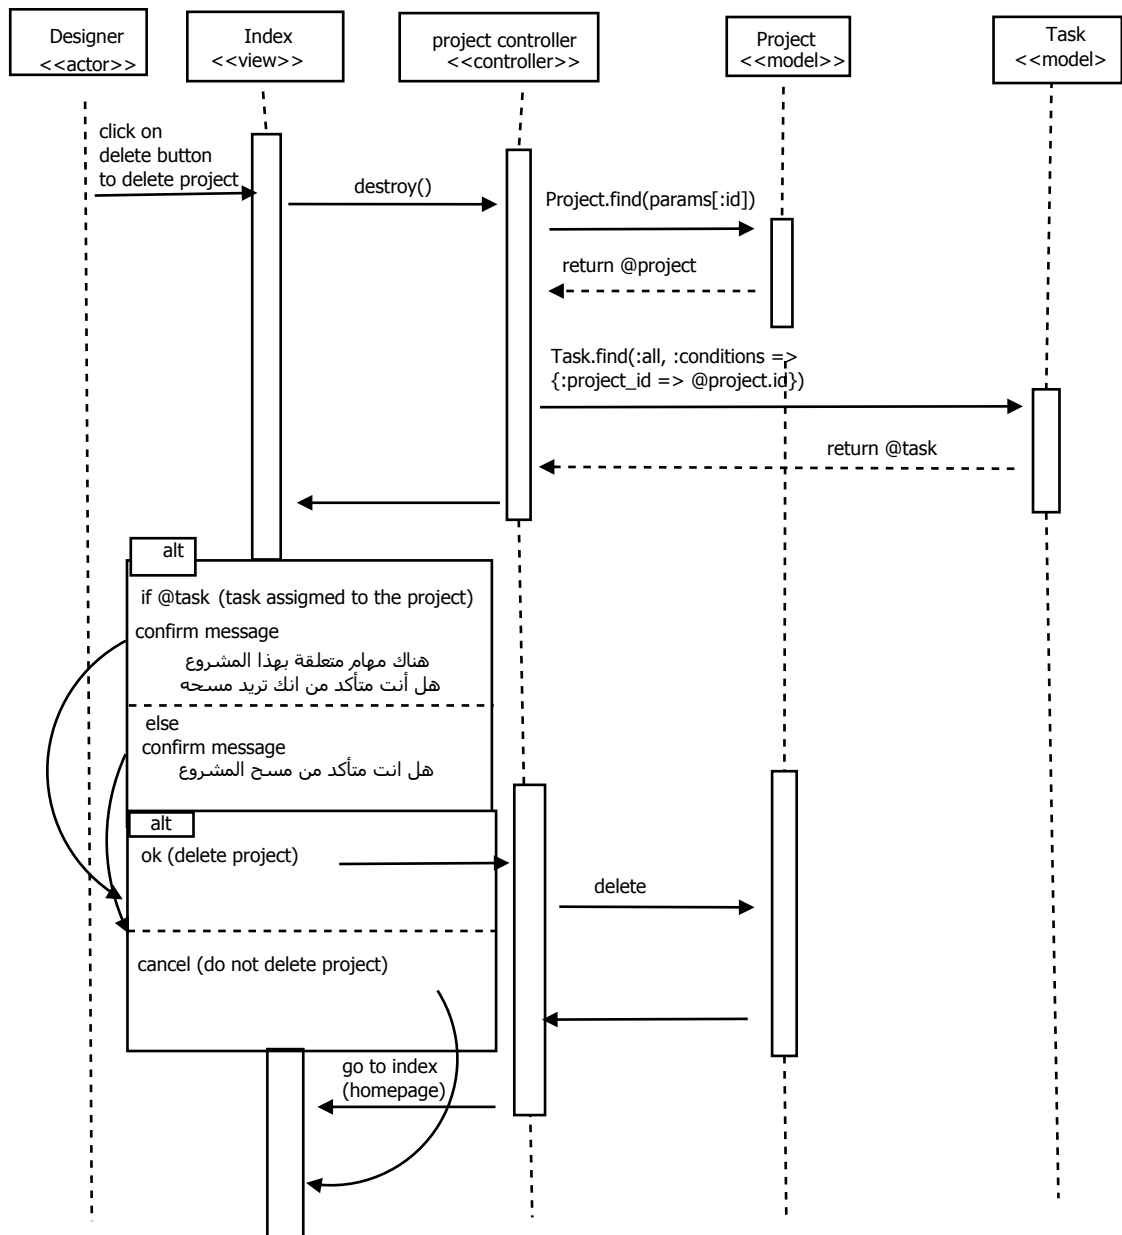 Designer
<<actor>>
Index
<<view>>
project controller
<<controller>>
Project
<<model>>
Task
<<model>
click on
delete button
to delete project
destroy()
Project.find(params[:id])
return @project
Task.find(:all, :conditions =>
{:project_id => @project.id})
return @task
alt
if @task (task assigmed to the project)
confirm message
هناك مهام متعلقة بهذا المشروع
هل أنت متأكد من انك تريد مسحه
else
confirm message
هل انت متأكد من مسح المشروع
alt
ok (delete project)
delete
cancel (do not delete project)
go to index
(homepage)